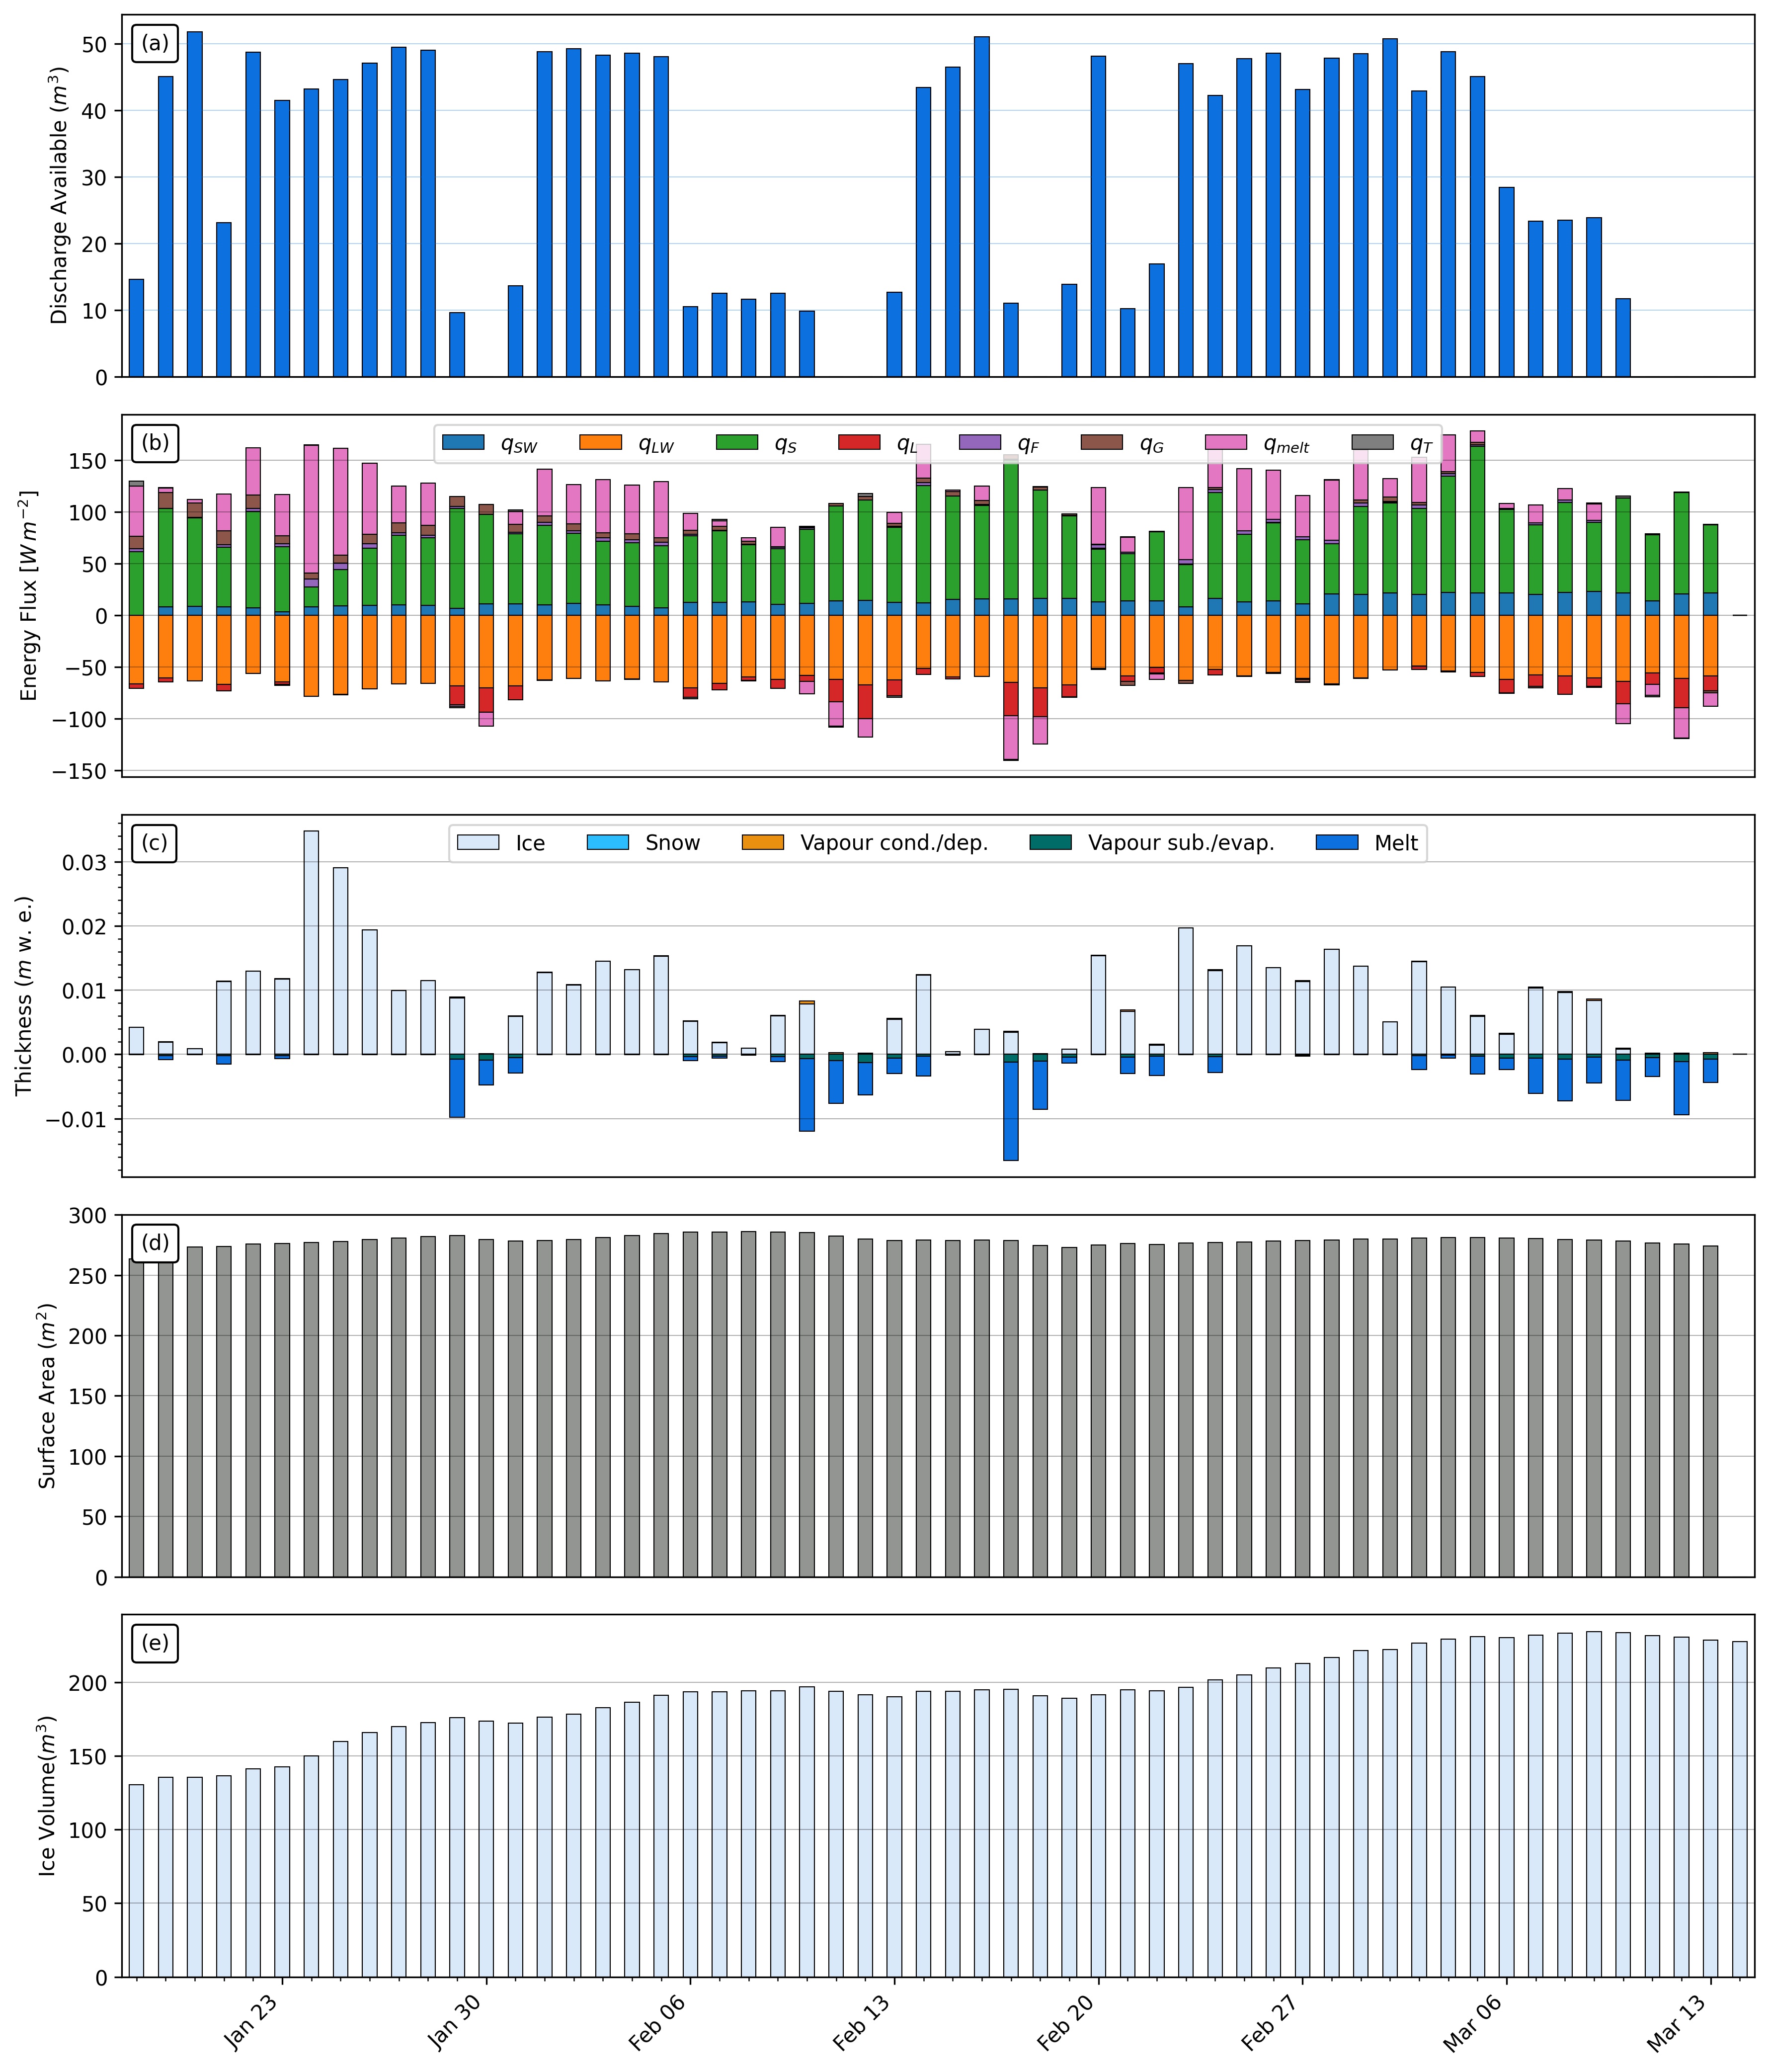 (a)
Discharge Available (m³)
50
40
30
20
10
0
(b)
q_SW q_LW q_S q_L q_F q_G q_melt q_T
Energy Flux [W m⁻²]
150
100
50
0
−50
−100
−150
(c)
Ice Snow Vapour cond./dep. Vapour sub./evap. Melt
Thickness (m w. e.)
0.03
0.02
0.01
0.00
−0.01
(d)
Surface Area (m²)
300
250
200
150
100
50
0
(e)
Ice Volume(m³)
200
150
100
50
0
Jan 23 Jan 30 Feb 06 Feb 13 Feb 20 Feb 27 Mar 06 Mar 13